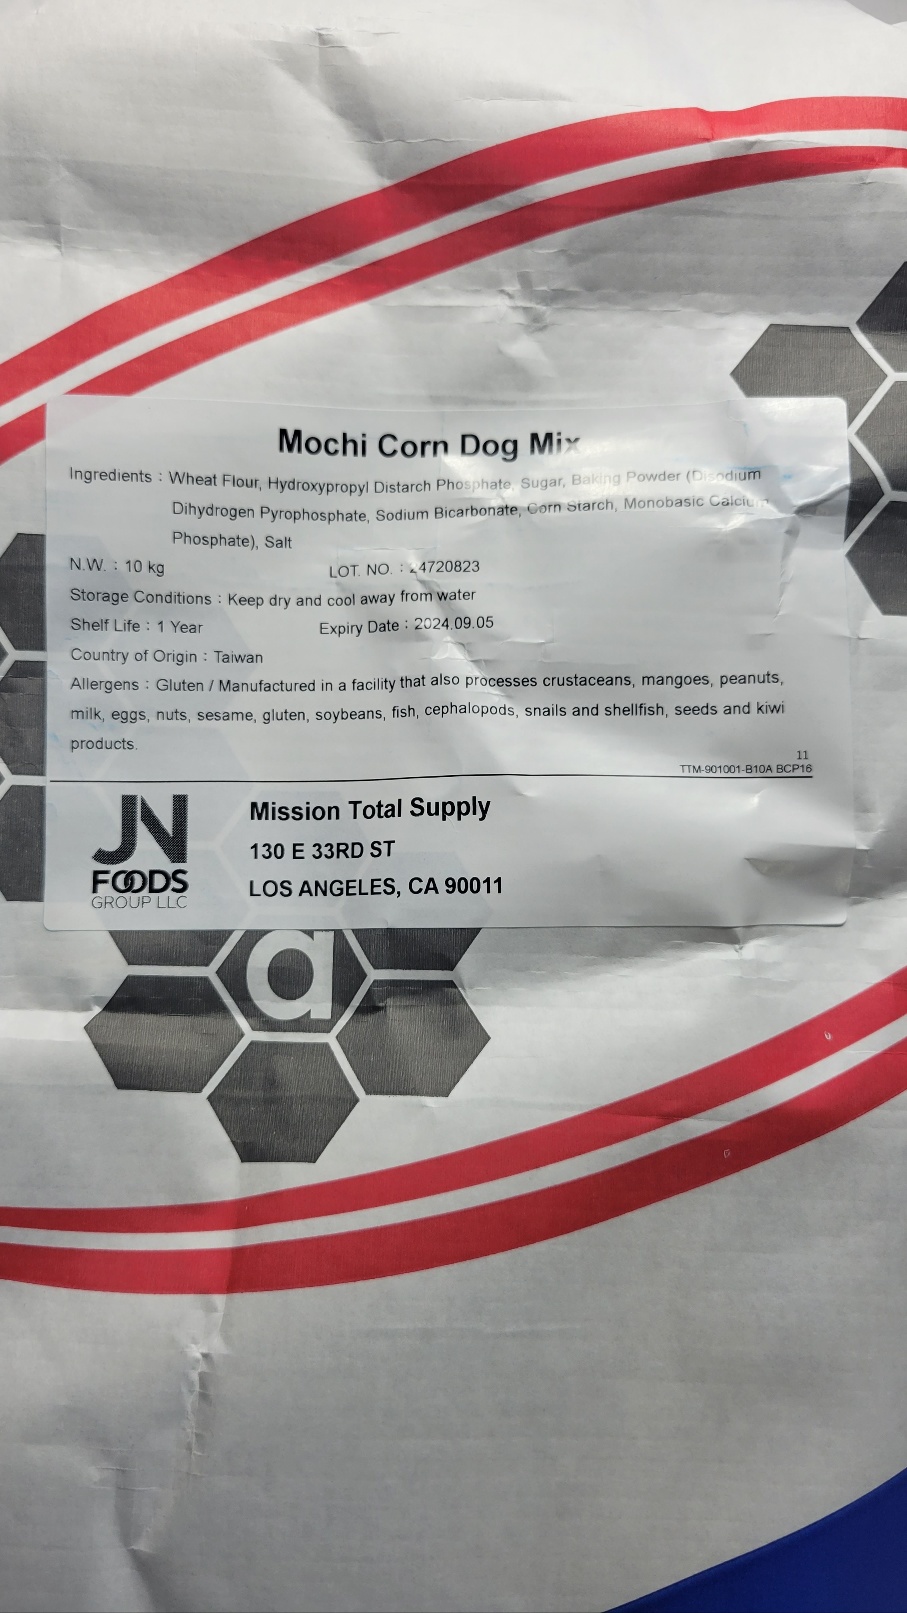 Mochi Corn Dog Mix
Ingredients : Wheat Flour, Hydroxypropyl Distarch Phosphate, Sugar, Baking Powder (Disodium
Dihydrogen Pyrophosphate, Sodium Bicarbonate, Corn Starch, Monobasic Calcium
Phosphate), Salt
N.W. : 10 kg LOT. NO. : 24720823
Storage Conditions : Keep dry and cool away from water
Shelf Life : 1 Year Expiry Date : 2024.09.05
Country of Origin : Taiwan
Allergens : Gluten / Manufactured in a facility that also processes crustaceans, mangoes, peanuts,
milk, eggs, nuts, sesame, gluten, soybeans, fish, cephalopods, snails and shellfish, seeds and kiwi
products.
11
TTM-901001-B10A BCP16
JN
FOODS
GROUP LLC
Mission Total Supply
130 E 33RD ST
LOS ANGELES, CA 90011
a